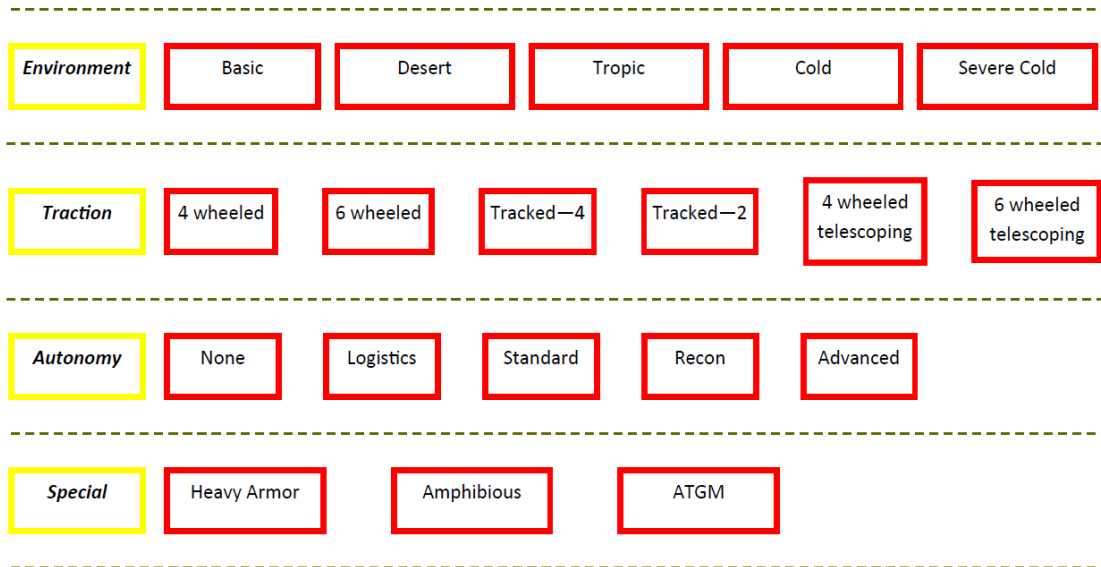 Environment Basic Desert Tropic Cold Severe Cold
Traction 4 wheeled 6 wheeled Tracked—4 Tracked—2 4 wheeled telescoping 6 wheeled telescoping
Autonomy None Logistics Standard Recon Advanced
Special Heavy Armor Amphibious ATGM